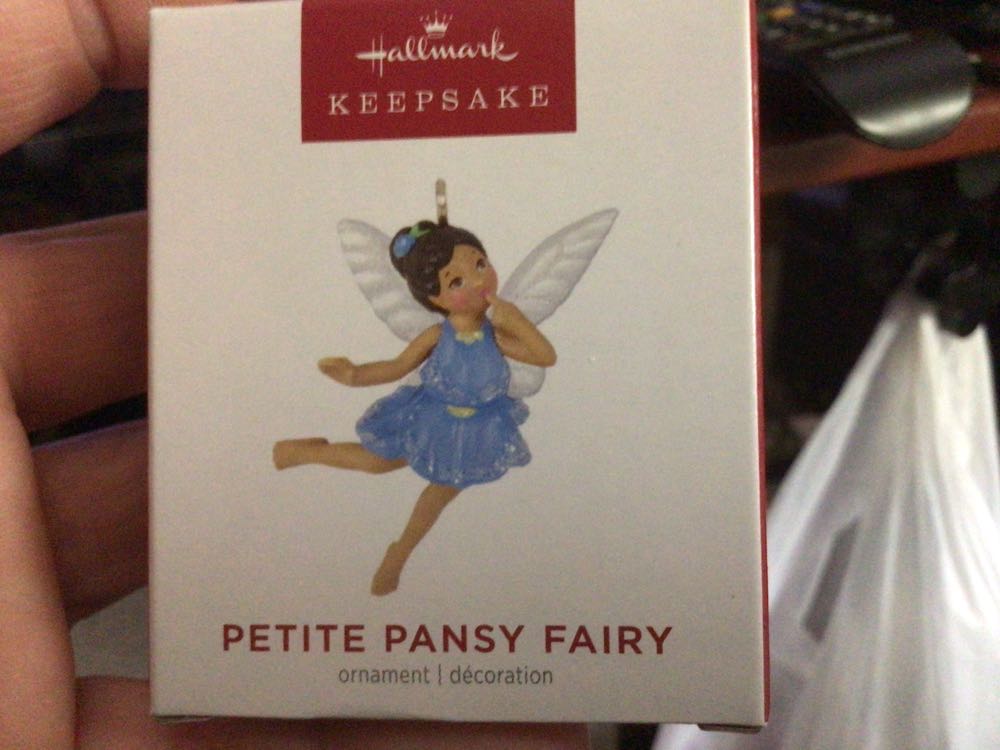 Hallmark
KEEPSAKE
PETITE PANSY FAIRY
ornament | décoration